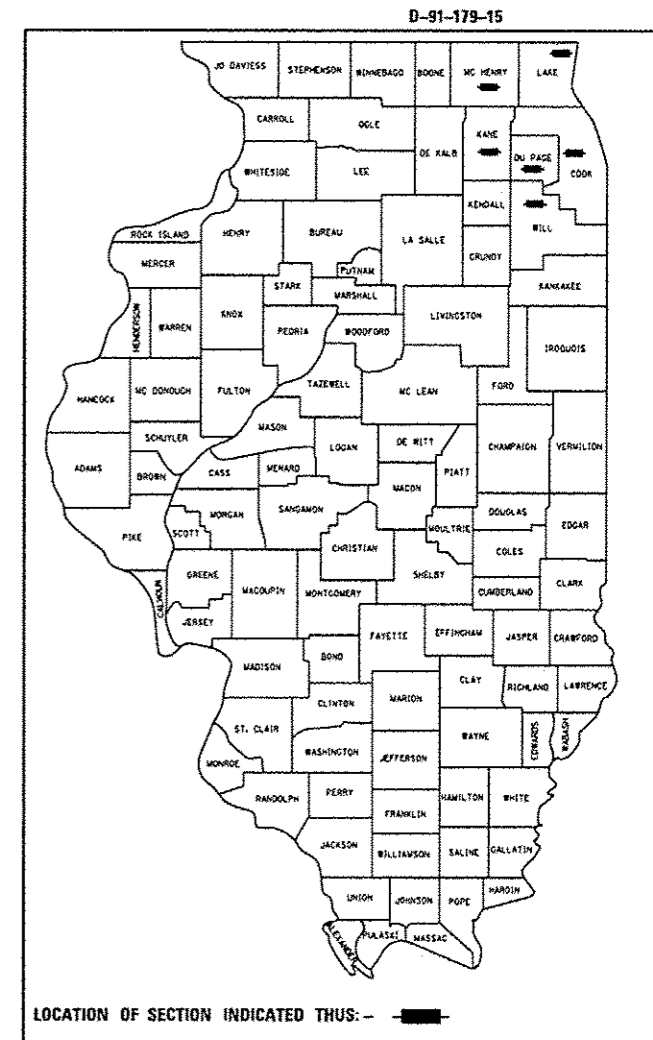 D-91-179-15
JO DAVIESS STEPHENSON WINNEBAGO BOONE MC HENRY LAKE
CARROLL OGLE KANE
DE KALB DU PAGE COOK
WHITESIDE LEE
KENDALL WILL
ROCK ISLAND HENRY BUREAU LA SALLE
MERCER PUTNAM GRUNDY
STARK MARSHALL KANKAKEE
HENDERSON WARREN KNOX PEORIA WOODFORD LIVINGSTON
IROQUOIS
HANCOCK MC DONOUGH FULTON TAZEWELL MC LEAN FORD
MASON
SCHUYLER LOGAN DE WITT CHAMPAIGN VERMILION
ADAMS BROWN CASS MENARD PIATT
MACON
MORGAN SANGAMON DOUGLAS
PIKE SCOTT CHRISTIAN MOULTRIE EDGAR
COLES
GREENE SHELBY
CALHOUN MACOUPIN MONTGOMERY CUMBERLAND CLARK
JERSEY
FAYETTE EFFINGHAM JASPER CRAWFORD
BOND
MADISON CLAY RICHLAND LAWRENCE
CLINTON MARION
ST. CLAIR WAYNE EDWARDS WABASH
WASHINGTON JEFFERSON
MONROE
RANDOLPH PERRY HAMILTON WHITE
FRANKLIN
JACKSON WILLIAMSON SALINE GALLATIN
UNION JOHNSON POPE HARDIN
ALEXANDER PULASKI MASSAC
LOCATION OF SECTION INDICATED THUS: -